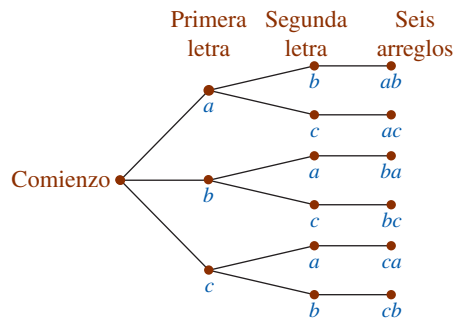 Primera Segunda Seis
letra letra arreglos
b ab
a
c ac
a ba
Comienzo b
c bc
a ca
c
b cb